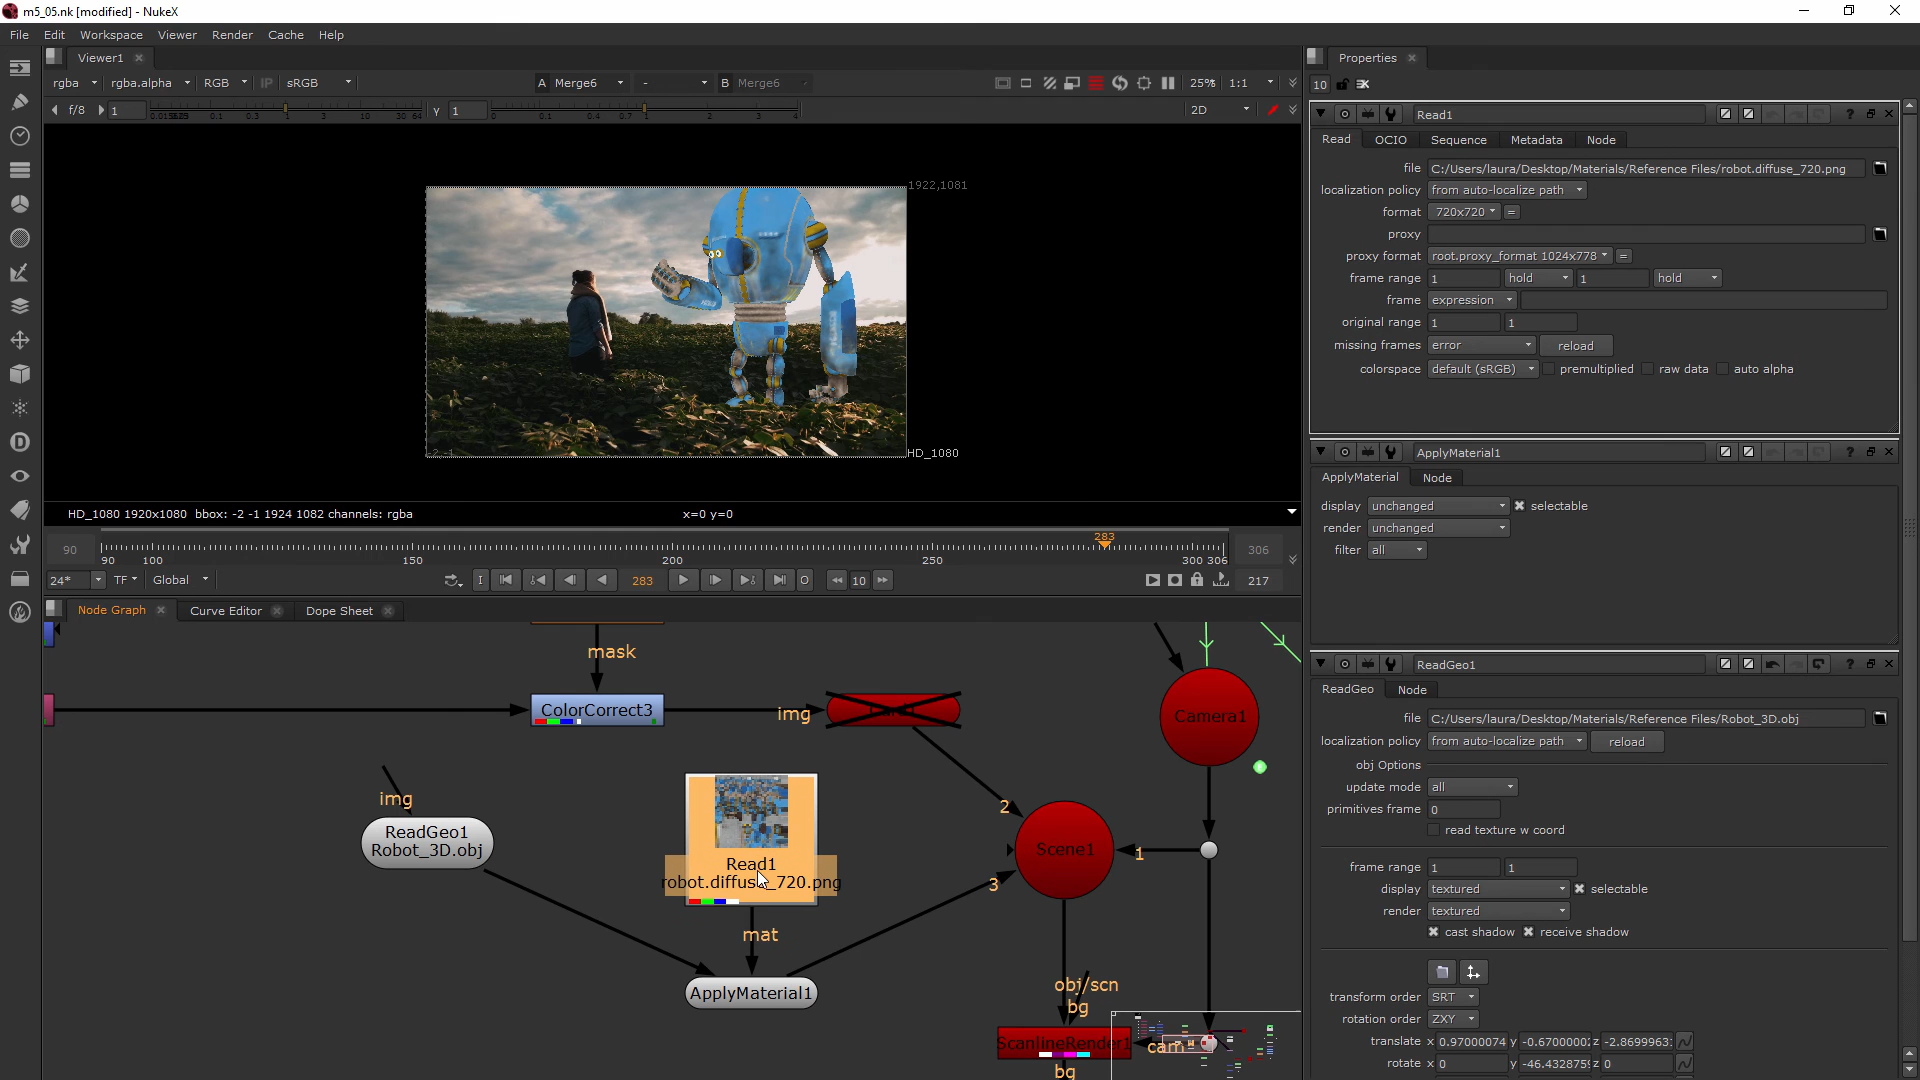 m5_05.nk [modified] - NukeX
File Edit Workspace Viewer Render Cache Help
Viewer1
rgba rgba.alpha RGB IP sRGB A Merge6 - B Merge6 25% 1:1
f/8 1 Y 1 2D
1922,1081
-2,-1
HD_1080
HD_1080 1920x1080 bbox: -2 -1 1924 1082 channels: rgba x=0 y=0
283
90 306
90 100 150 200 250 300 306
24* TF Global I 283 O 10 217
Node Graph Curve Editor Dope Sheet
mask
ColorCorrect3
img
Camera1
img
ReadGeo1
Robot_3D.obj
Read1
robot.diffuse_720.png
mat
ApplyMaterial1
2
1
3
Scene1
obj/scn
bg
ScanlineRender1
cam
bg
Properties
10
Read1
Read OCIO Sequence Metadata Node
file C:/Users/laura/Desktop/Materials/Reference Files/robot.diffuse_720.png
localization policy from auto-localize path
format 720x720 =
proxy
proxy format root.proxy_format 1024x778 =
frame range 1 hold 1 hold
frame expression
original range 1 1
missing frames error reload
colorspace default (sRGB) premultiplied raw data auto alpha
ApplyMaterial1
ApplyMaterial Node
display unchanged selectable
render unchanged
filter all
ReadGeo1
ReadGeo Node
file C:/Users/laura/Desktop/Materials/Reference Files/Robot_3D.obj
localization policy from auto-localize path reload
obj Options
update mode all
primitives frame 0
read texture w coord
frame range 1 1
display textured selectable
render textured
cast shadow receive shadow
transform order SRT
rotation order ZXY
translate x 0.97000074 y -0.67000002 z -2.8699963
rotate x 0 y -46.4328759 z 0